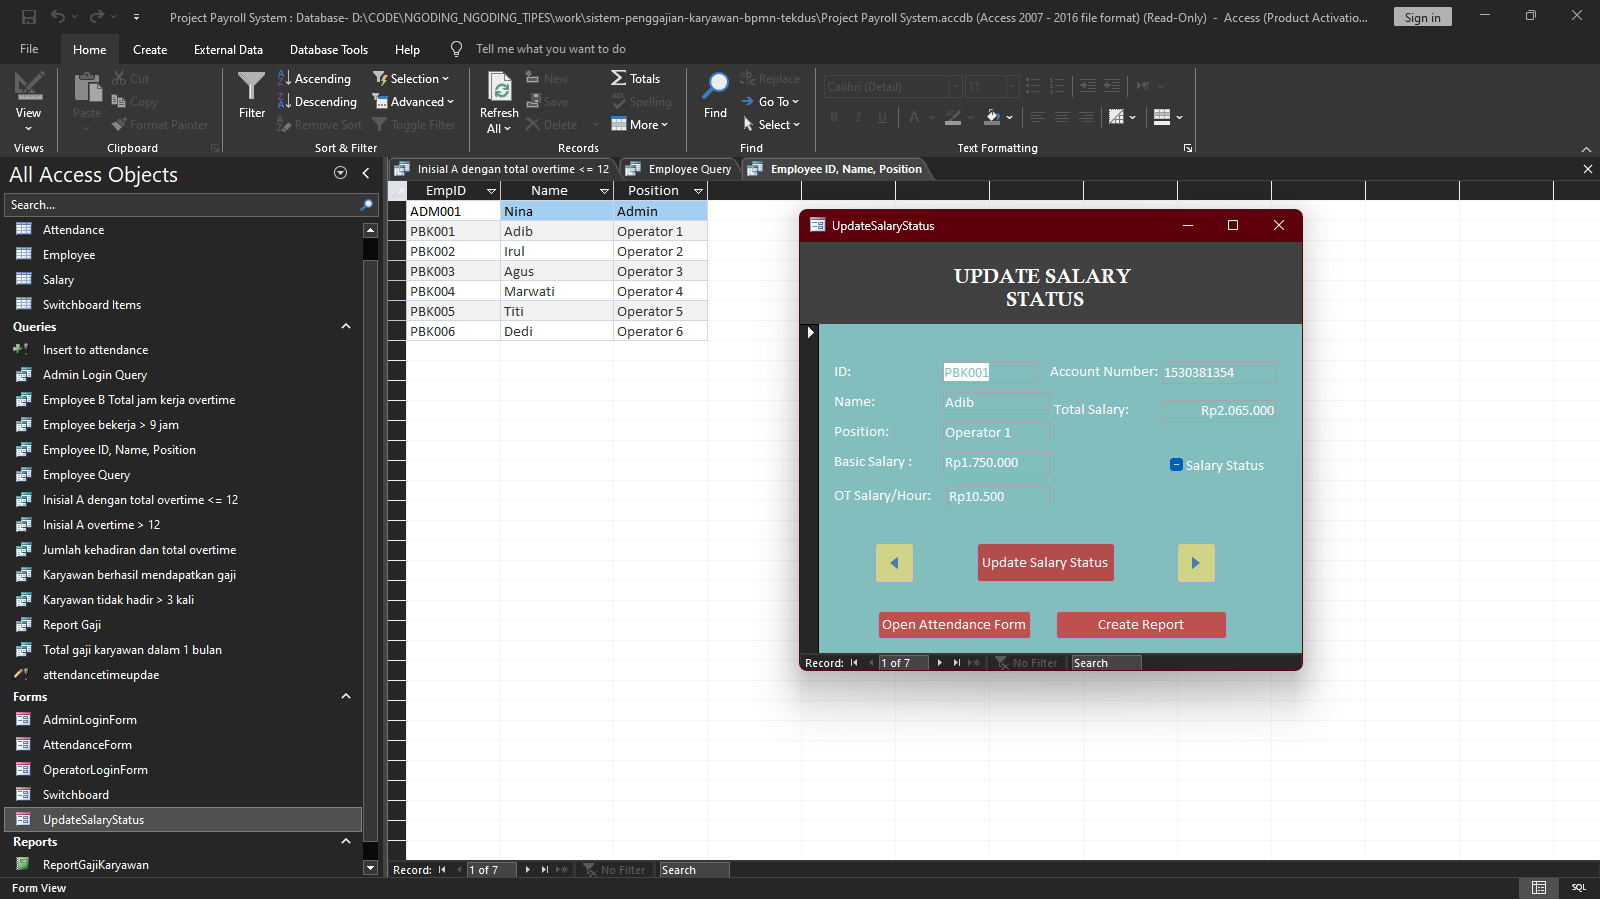 Project Payroll System : Database- D:\CODE\NGODING_NGODING_TIPES\work\sistem-penggajian-karyawan-bpmn-tekdus\Project Payroll System.accdb (Access 2007 - 2016 file format) (Read-Only) - Access (Product Activatio...
Sign in
File Home Create External Data Database Tools Help Tell me what you want to do
View
Views
Paste
Cut
Copy
Format Painter
Clipboard
Filter
Ascending
Descending
Remove Sort
Selection
Advanced
Toggle Filter
Sort & Filter
Refresh
All
New
Save
Delete
Totals
Spelling
More
Records
Find
Replace
Go To
Select
Find
Calibri (Detail) 11
B I U A
Text Formatting
All Access Objects
Search...
Attendance
Employee
Salary
Switchboard Items
Queries
Insert to attendance
Admin Login Query
Employee B Total jam kerja overtime
Employee bekerja > 9 jam
Employee ID, Name, Position
Employee Query
Inisial A dengan total overtime <= 12
Inisial A overtime > 12
Jumlah kehadiran dan total overtime
Karyawan berhasil mendapatkan gaji
Karyawan tidak hadir > 3 kali
Report Gaji
Total gaji karyawan dalam 1 bulan
attendancetimeupdae
Forms
AdminLoginForm
AttendanceForm
OperatorLoginForm
Switchboard
UpdateSalaryStatus
Reports
ReportGajiKaryawan
Inisial A dengan total overtime <= 12 Employee Query Employee ID, Name, Position
EmpID Name Position
ADM001 Nina Admin
PBK001 Adib Operator 1
PBK002 Irul Operator 2
PBK003 Agus Operator 3
PBK004 Marwati Operator 4
PBK005 Titi Operator 5
PBK006 Dedi Operator 6
UpdateSalaryStatus
UPDATE SALARY
STATUS
ID: PBK001 Account Number: 1530381354
Name: Adib Total Salary: Rp2.065.000
Position: Operator 1
Basic Salary : Rp1.750.000 Salary Status
OT Salary/Hour: Rp10.500
Update Salary Status
Open Attendance Form Create Report
Record: 1 of 7 No Filter Search
Record: 1 of 7 No Filter Search
Form View SQL